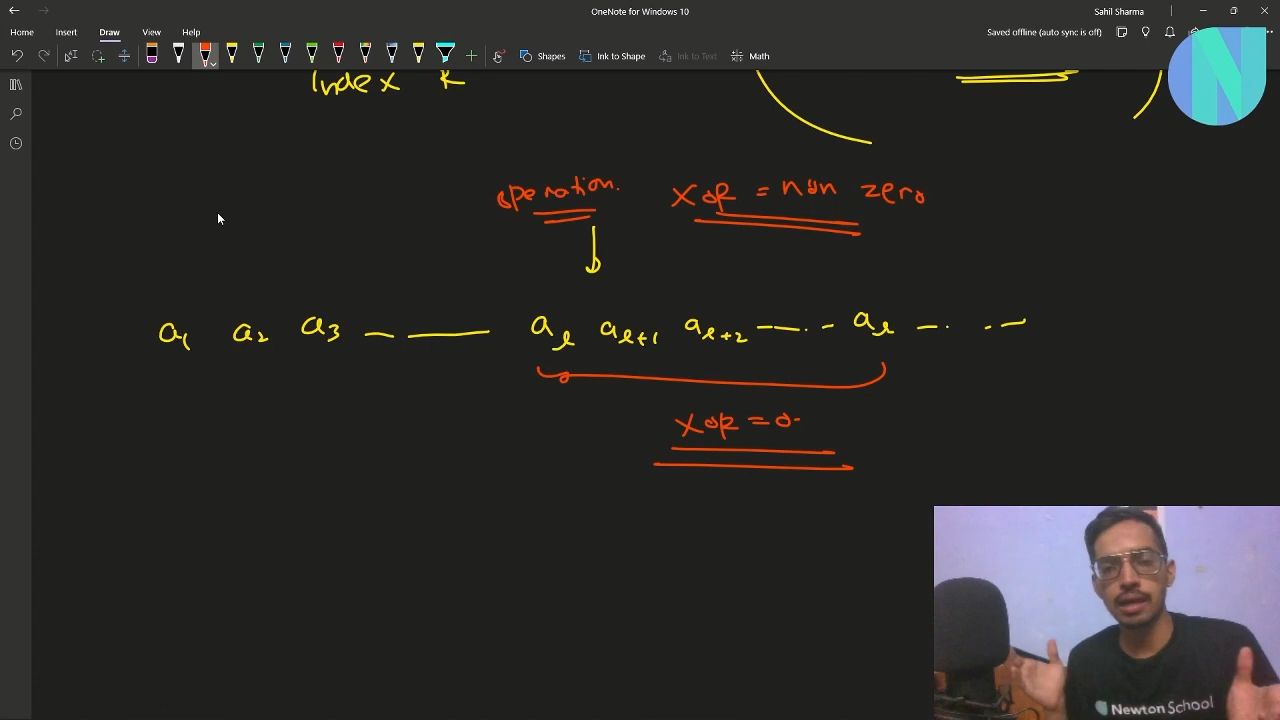 OneNote for Windows 10
Sahil Sharma
Home Insert Draw View Help
Saved offline (auto sync is off)
Shapes Ink to Shape Ink to Text Math
Index k
operation. XOR = non zero
a1 a2 a3 al al+1 al+2 ar
XOR = 0
Newton School